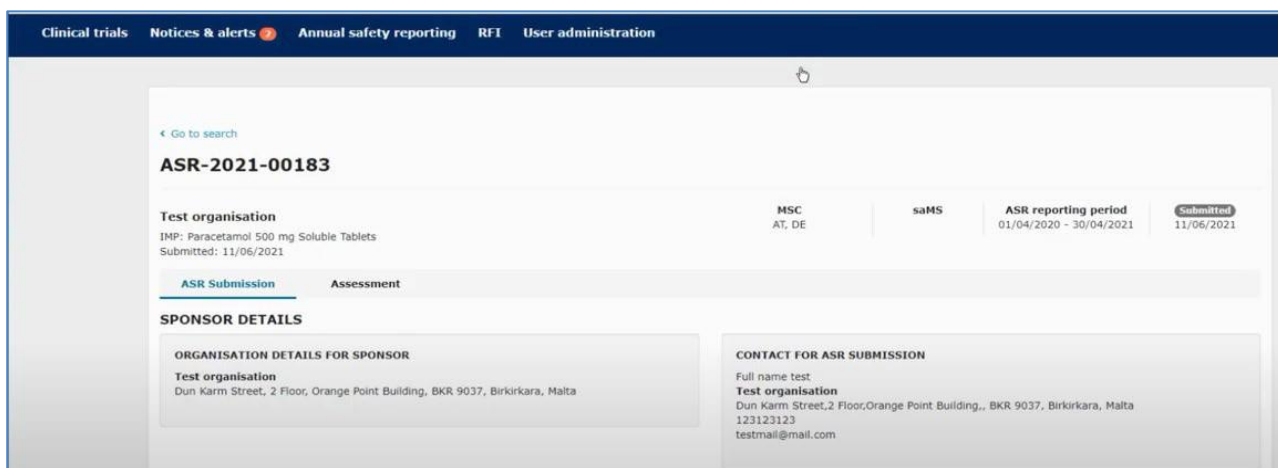 Clinical trials Notices & alerts 7 Annual safety reporting RFI User administration
Go to search
ASR-2021-00183
Test organisation
IMP: Paracetamol 500 mg Soluble Tablets
Submitted: 11/06/2021
MSC
AT, DE
saMS
ASR reporting period
01/04/2020 - 30/04/2021
Submitted
11/06/2021
ASR Submission Assessment
SPONSOR DETAILS
ORGANISATION DETAILS FOR SPONSOR
Test organisation
Dun Karm Street, 2 Floor, Orange Point Building, BKR 9037, Birkirkara, Malta
CONTACT FOR ASR SUBMISSION
Full name test
Test organisation
Dun Karm Street,2 Floor,Orange Point Building,, BKR 9037, Birkirkara, Malta
123123123
testmail@mail.com